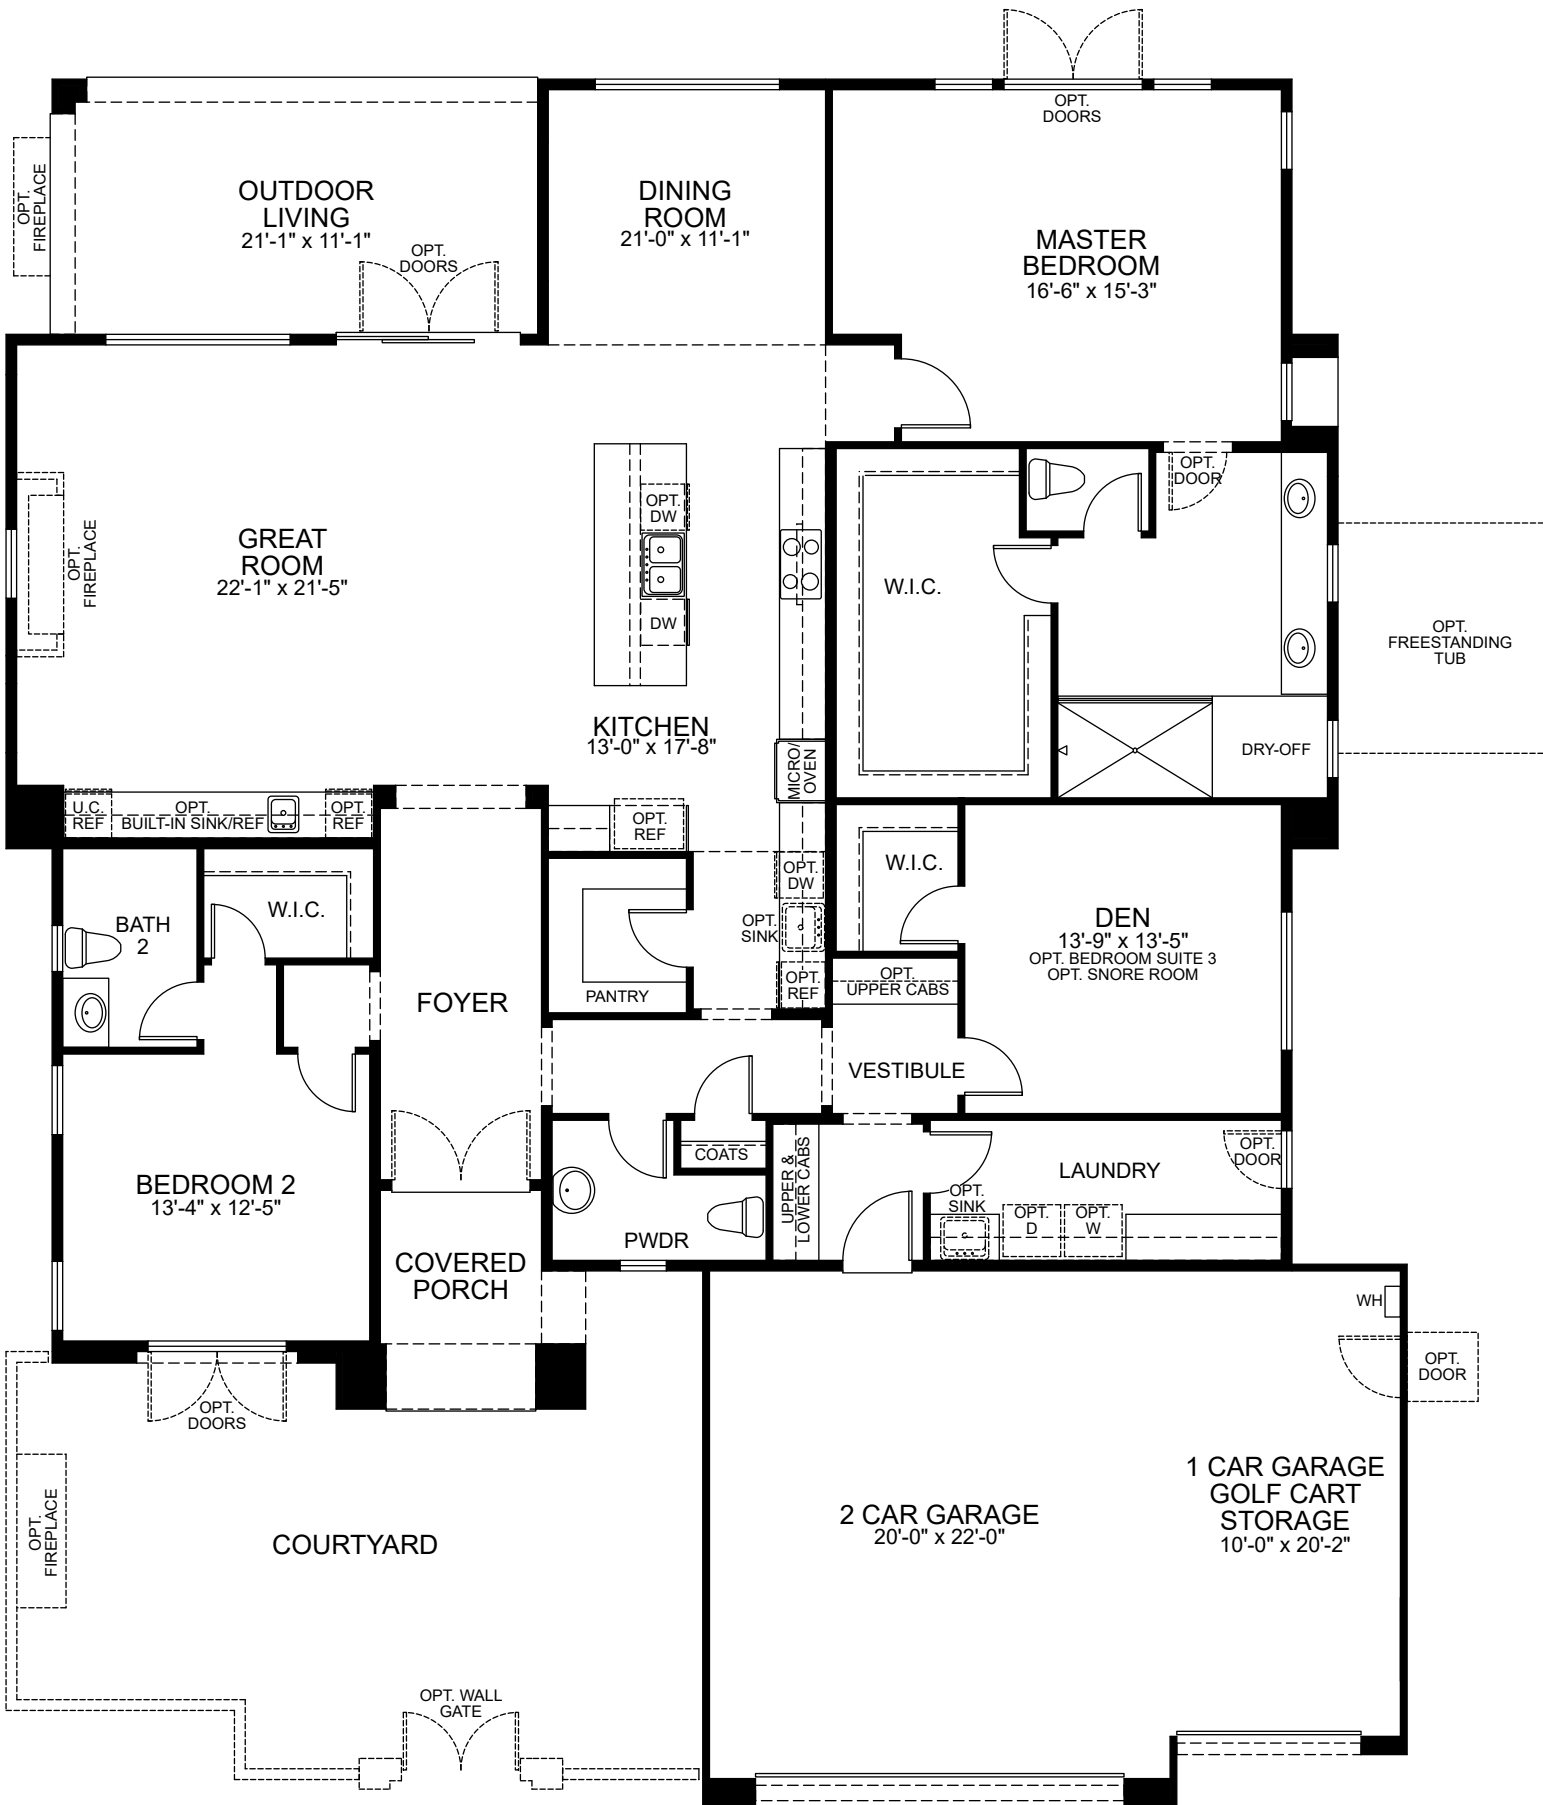 OPT.
DOORS
OPT.
FIREPLACE
OUTDOOR
LIVING
21'-1" x 11'-1"
OPT.
DOORS
DINING
ROOM
21'-0" x 11'-1"
MASTER
BEDROOM
16'-6" x 15'-3"
OPT.
FIREPLACE
GREAT
ROOM
22'-1" x 21'-5"
OPT.
DW
DW
KITCHEN
13'-0" x 17'-8"
MICRO/
OVEN
W.I.C.
OPT.
DOOR
OPT.
FREESTANDING
TUB
DRY-OFF
U.C.
REF
OPT.
BUILT-IN SINK/REF
OPT.
REF
OPT.
REF
OPT.
DW
OPT.
SINK
OPT.
REF
PANTRY
W.I.C.
DEN
13'-9" x 13'-5"
OPT. BEDROOM SUITE 3
OPT. SNORE ROOM
OPT.
UPPER CABS
BATH
2
W.I.C.
FOYER
VESTIBULE
BEDROOM 2
13'-4" x 12'-5"
COATS
PWDR
UPPER &
LOWER CABS
LAUNDRY
OPT.
DOOR
OPT.
SINK
OPT.
D
OPT.
W
COVERED
PORCH
WH
OPT.
DOOR
OPT.
DOORS
OPT.
FIREPLACE
COURTYARD
2 CAR GARAGE
20'-0" x 22'-0"
1 CAR GARAGE
GOLF CART
STORAGE
10'-0" x 20'-2"
OPT. WALL
GATE